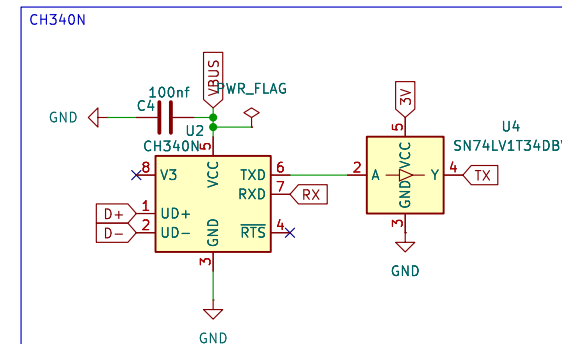 CH340N
VBUS
PWR_FLAG
100nf
C4
GND
U2
CH340N
5
VCC
8
V3
TXD
6
RXD
7
RX
1
D+
UD+
2
D-
UD-
RTS
4
GND
3
GND
3V
U4
SN74LV1T34DB
5
VCC
2
A
Y
4
TX
GND
3
GND